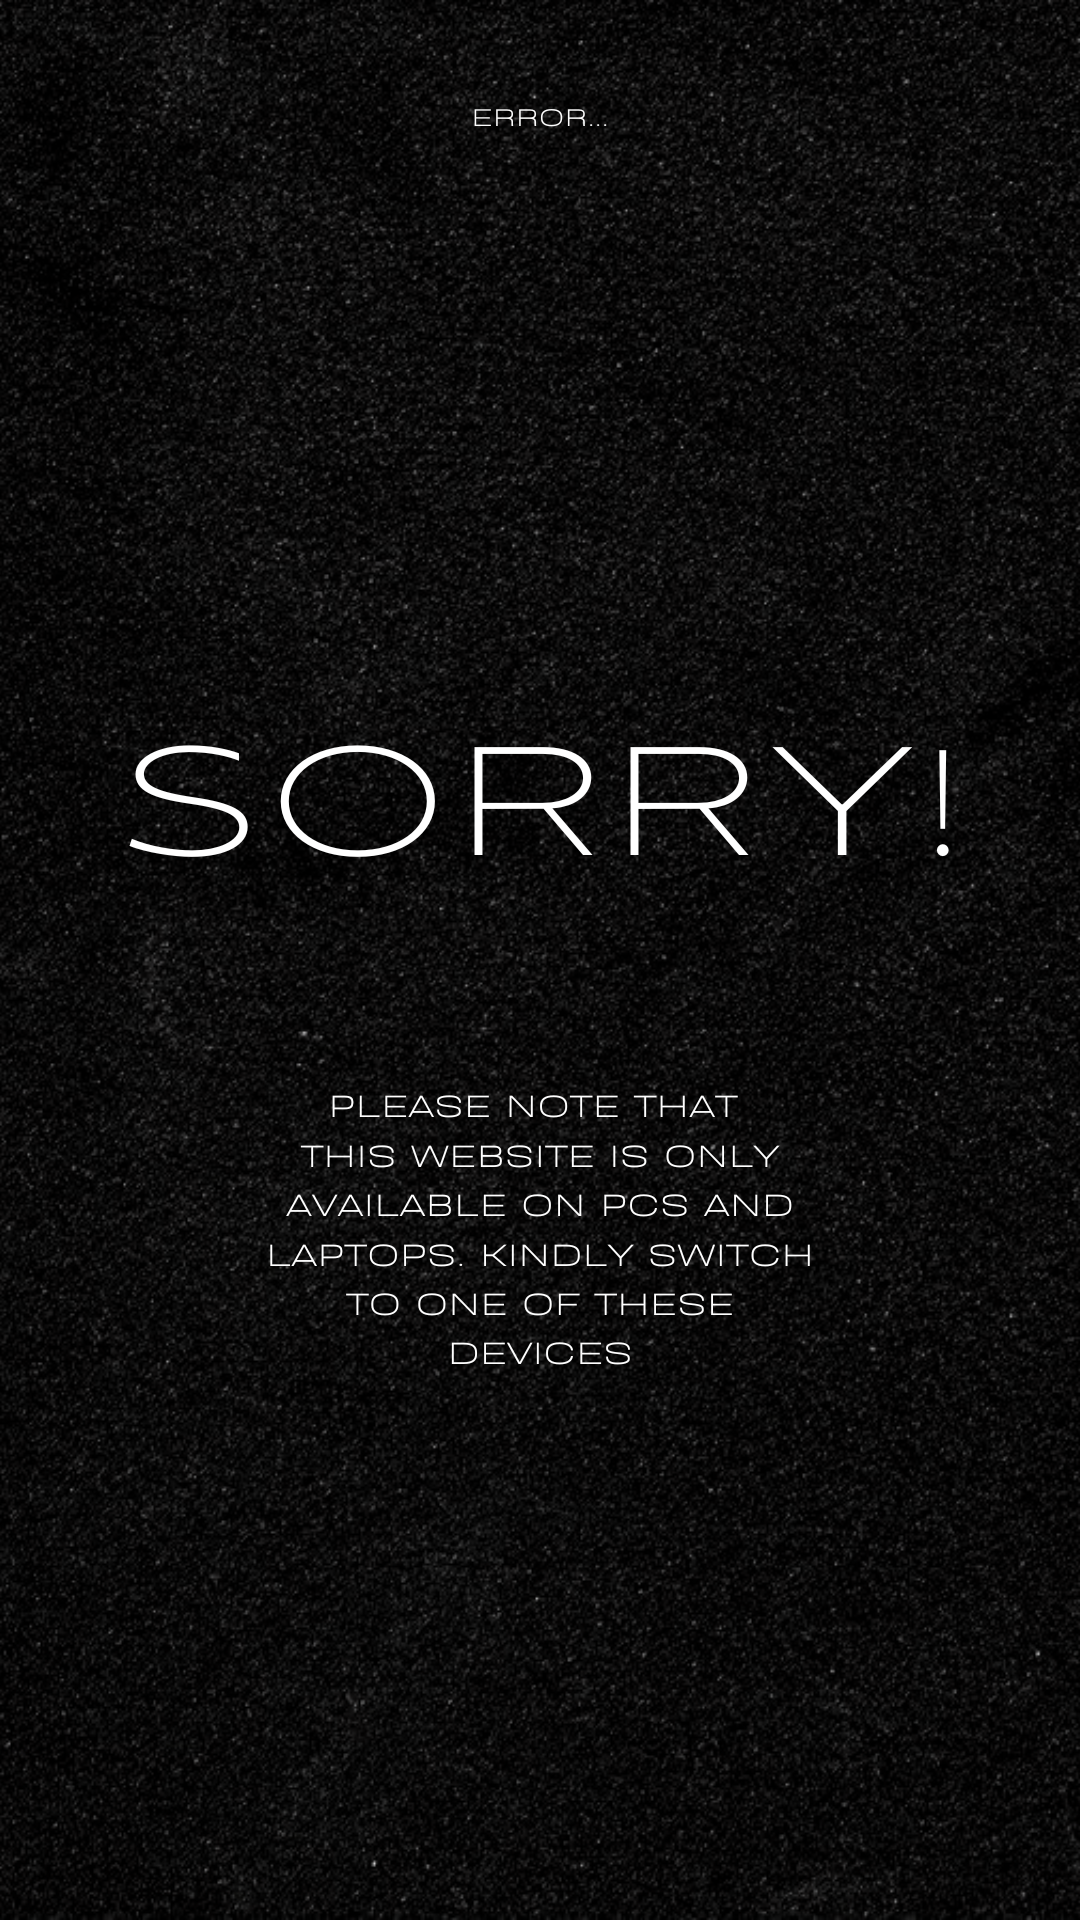 ERROR...
SORRY!
PLEASE NOTE THAT
THIS WEBSITE IS ONLY
AVAILABLE ON PCS AND
LAPTOPS. KINDLY SWITCH
TO ONE OF THESE
DEVICES